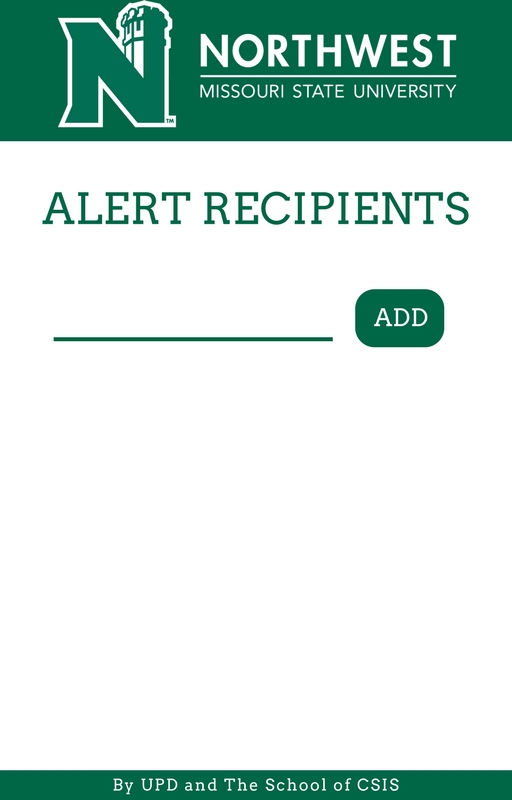 N
™
NORTHWEST
MISSOURI STATE UNIVERSITY
ALERT RECIPIENTS
ADD
By UPD and The School of CSIS